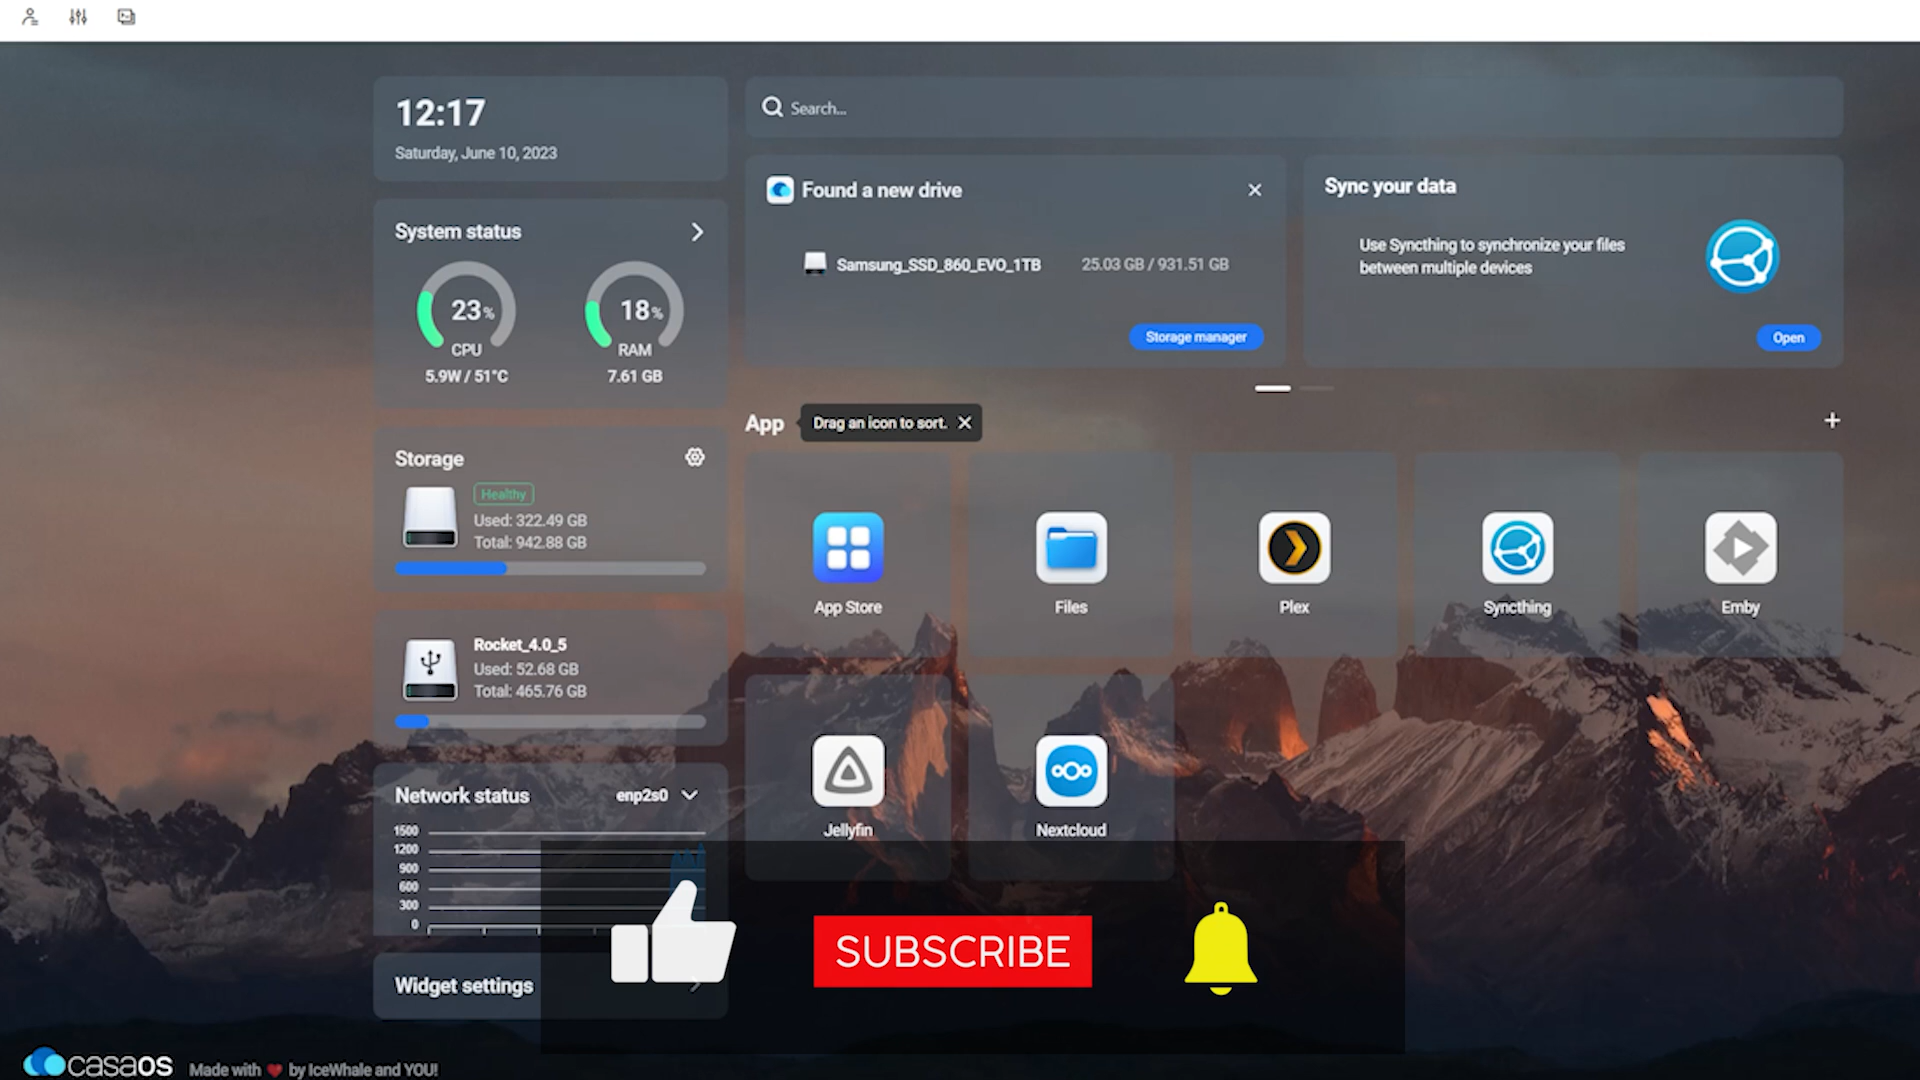 12:17
Saturday, June 10, 2023
System status
23%
CPU
5.9W / 51°C
18%
RAM
7.61 GB
Storage
Healthy
Used: 322.49 GB
Total: 942.88 GB
Rocket_4.0_5
Used: 52.68 GB
Total: 465.76 GB
Network status
enp2s0
1500
1200
900
600
300
0
Widget settings
Search...
Found a new drive
Samsung_SSD_860_EVO_1TB 25.03 GB / 931.51 GB
Storage manager
Sync your data
Use Syncthing to synchronize your files
between multiple devices
Open
App
Drag an icon to sort.
App Store
Files
Plex
Syncthing
Emby
Jellyfin
Nextcloud
SUBSCRIBE
casaos
Made with ❤ by IceWhale and YOU!